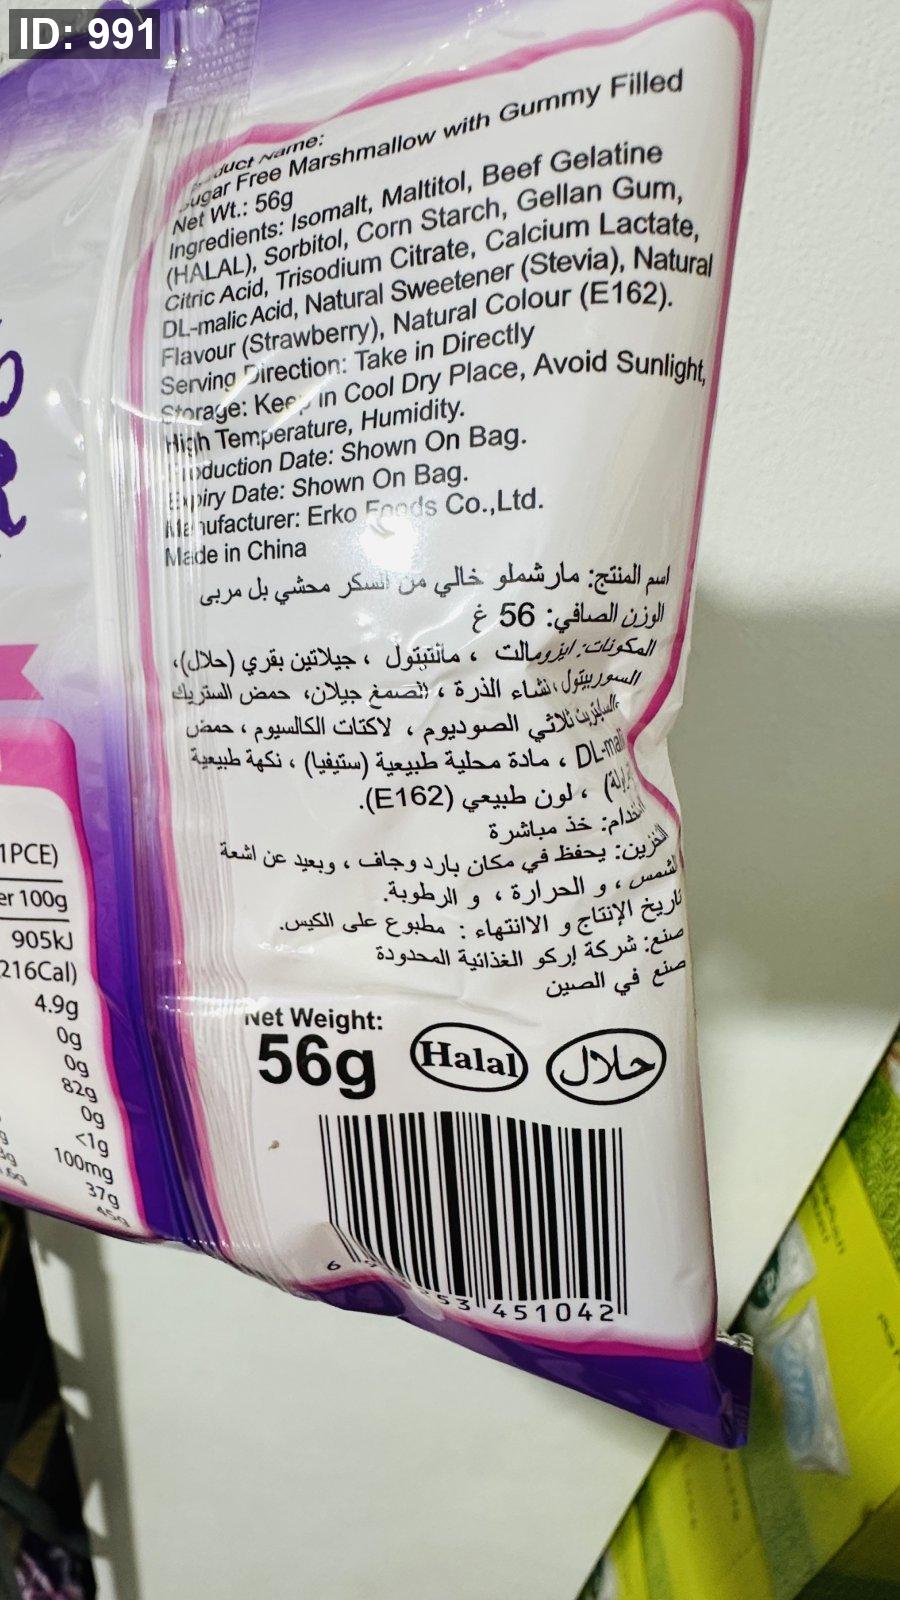 ID: 991
Name:
Sugar Free Marshmallow with Gummy Filled
Net Wt.: 56g
Ingredients: Isomalt, Maltitol, Beef Gelatine
(HALAL), Sorbitol, Corn Starch, Gellan Gum,
Citric Acid, Trisodium Citrate, Calcium Lactate,
DL-malic Acid, Natural Sweetener (Stevia), Natural
Flavour (Strawberry), Natural Colour (E162).
Serving Direction: Take in Directly
Storage: Keep in Cool Dry Place, Avoid Sunlight,
High Temperature, Humidity.
Production Date: Shown On Bag.
Expiry Date: Shown On Bag.
Manufacturer: Erko Foods Co.,Ltd.
Made in China
اسم المنتج: مارشملو خالي من السكر محشي بل مربى
الوزن الصافي: 56 غ
المكونات: ايزومالت ، مالتيتول ، جيلاتين بقري (حلال)،
السوربيتول، نشاء الذرة ، الصمغ جيلان، حمض الستريك
ثلاثي الصوديوم ، لاكتات الكالسيوم ، حمض
، مادة محلية طبيعية (ستيفيا) ، نكهة طبيعية
، لون طبيعي (E162).
خذ مباشرة
يحفظ في مكان بارد وجاف ، وبعيد عن اشعة
الشمس ، و الحرارة ، و الرطوبة.
تاريخ الإنتاج و الاانتهاء : مطبوع على الكيس.
صنع: شركة إركو الغذائية المحدودة
صنع في الصين
Net Weight:
56g
Halal
حلال
53 451042
1PCE)
100g
905kJ
216Cal)
4.9g
0g
0g
82g
0g
<1g
100mg
37g
45g